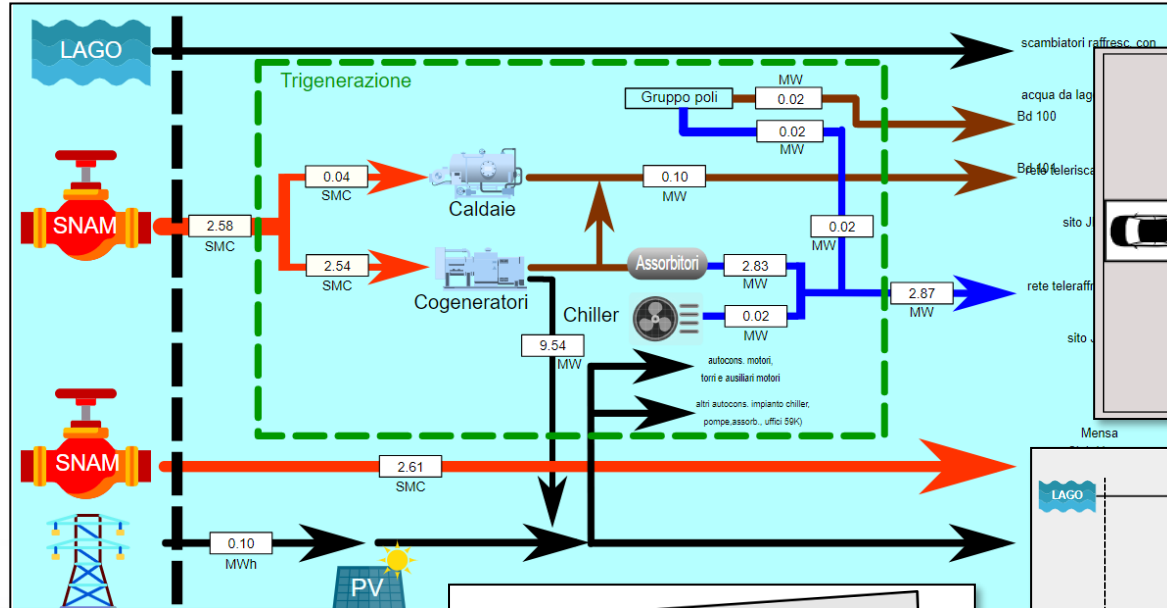 LAGO
scambiatori raffresc. con
Trigenerazione
MW
Gruppo poli
0.02
acqua da lag
Bd 100
0.02
MW
0.04
SMC
Caldaie
0.10
MW
Bd 101
SNAM
2.58
SMC
0.02
MW
sito J
2.54
SMC
Cogeneratori
Assorbitori
2.83
MW
Chiller
0.02
MW
2.87
MW
rete teleraffr
9.54
MW
sito J
autocons. motori,
torri e ausiliari motori
altri autocons. impianto chiller,
pompe,assorb., uffici 59K)
Mensa
SNAM
2.61
SMC
LAGO
0.10
MWh
PV